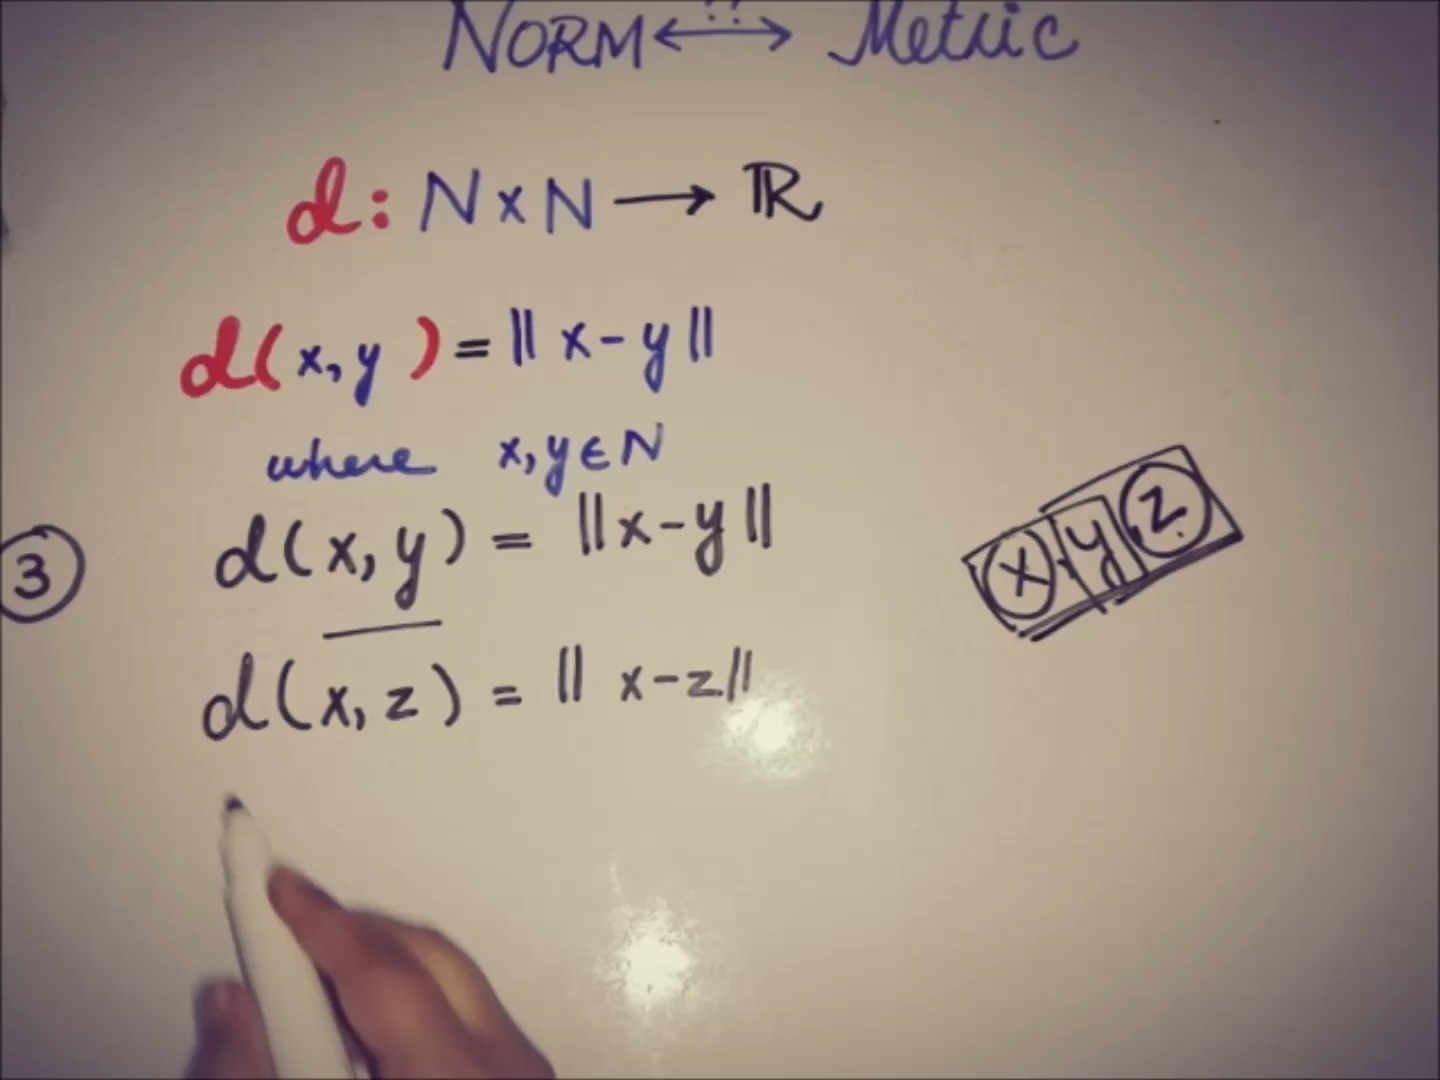 NORM ⟷ Metric
??
d: N x N ⟶ ℝ
d(x, y) = || x - y ||
where x, y ∈ N
3
d(x, y) = || x - y ||
x y z
d(x, z) = || x - z ||